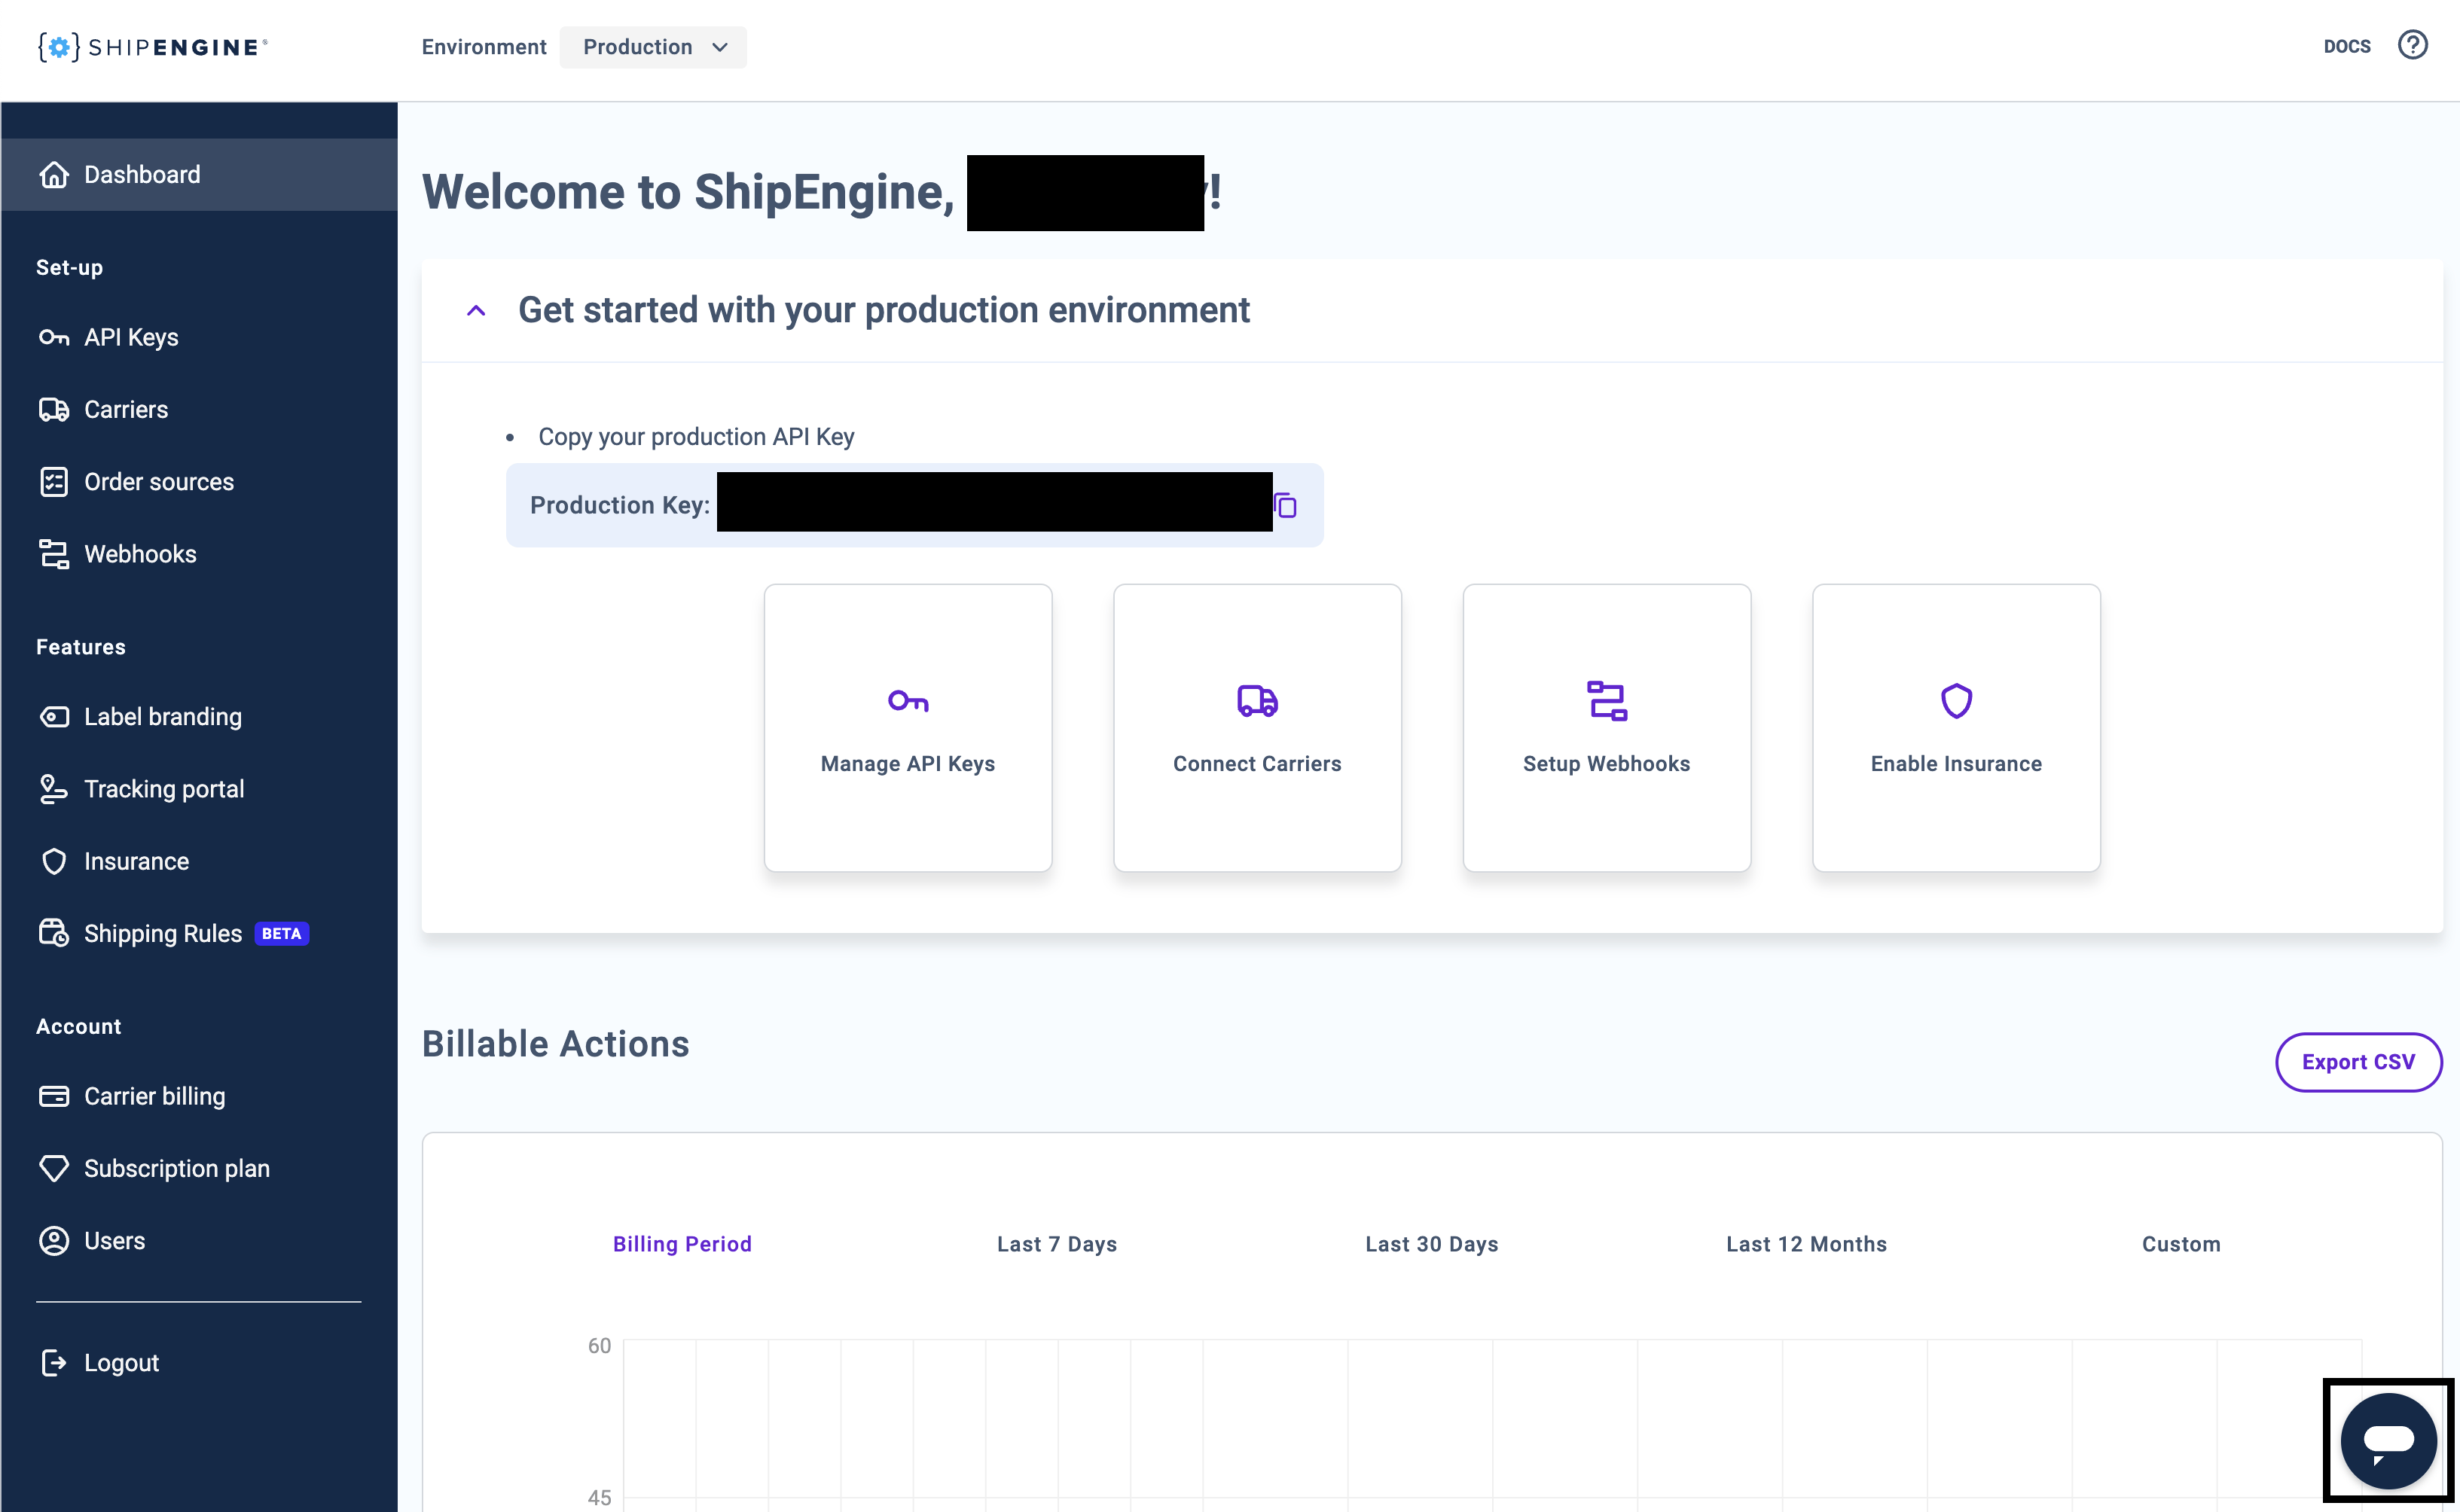 SHIPENGINE®
Environment
Production
DOCS
?
Dashboard
Set-up
API Keys
Carriers
Order sources
Webhooks
Features
Label branding
Tracking portal
Insurance
Shipping Rules BETA
Account
Carrier billing
Subscription plan
Users
Logout
Welcome to ShipEngine, !
Get started with your production environment
• Copy your production API Key
Production Key:
Manage API Keys
Connect Carriers
Setup Webhooks
Enable Insurance
Billable Actions
Export CSV
Billing Period
Last 7 Days
Last 30 Days
Last 12 Months
Custom
60
45